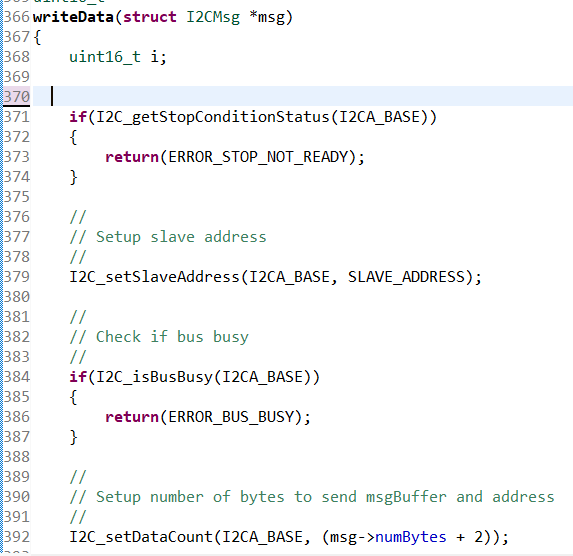 366 writeData(struct I2CMsg *msg)
367 {
368     uint16_t i;
369
370
371     if(I2C_getStopConditionStatus(I2CA_BASE))
372     {
373         return(ERROR_STOP_NOT_READY);
374     }
375
376     //
377     // Setup slave address
378     //
379     I2C_setSlaveAddress(I2CA_BASE, SLAVE_ADDRESS);
380
381     //
382     // Check if bus busy
383     //
384     if(I2C_isBusBusy(I2CA_BASE))
385     {
386         return(ERROR_BUS_BUSY);
387     }
388
389     //
390     // Setup number of bytes to send msgBuffer and address
391     //
392     I2C_setDataCount(I2CA_BASE, (msg->numBytes + 2));